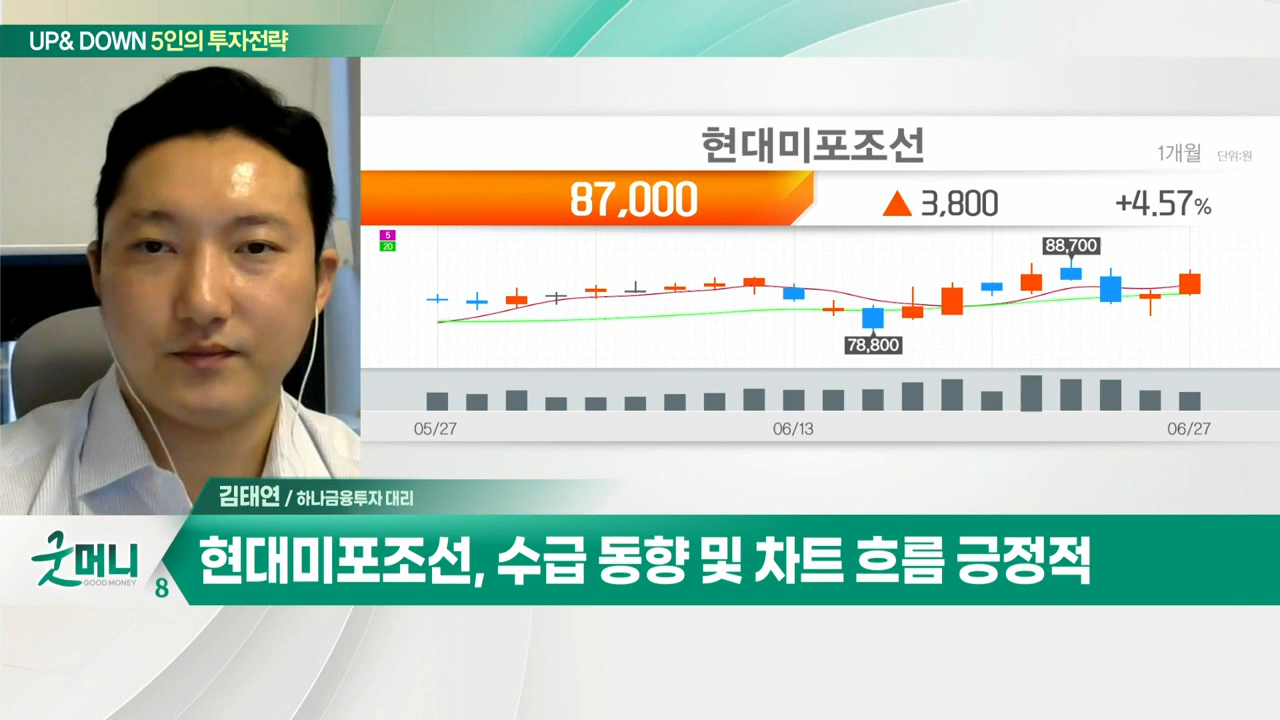 UP& DOWN 5인의 투자전략
현대미포조선
1개월 단위:원
87,000 ▲ 3,800 +4.57%
5
20
88,700
78,800
05/27 06/13 06/27
김태연 / 하나금융투자 대리
굿머니
GOOD MONEY
8
현대미포조선, 수급 동향 및 차트 흐름 긍정적